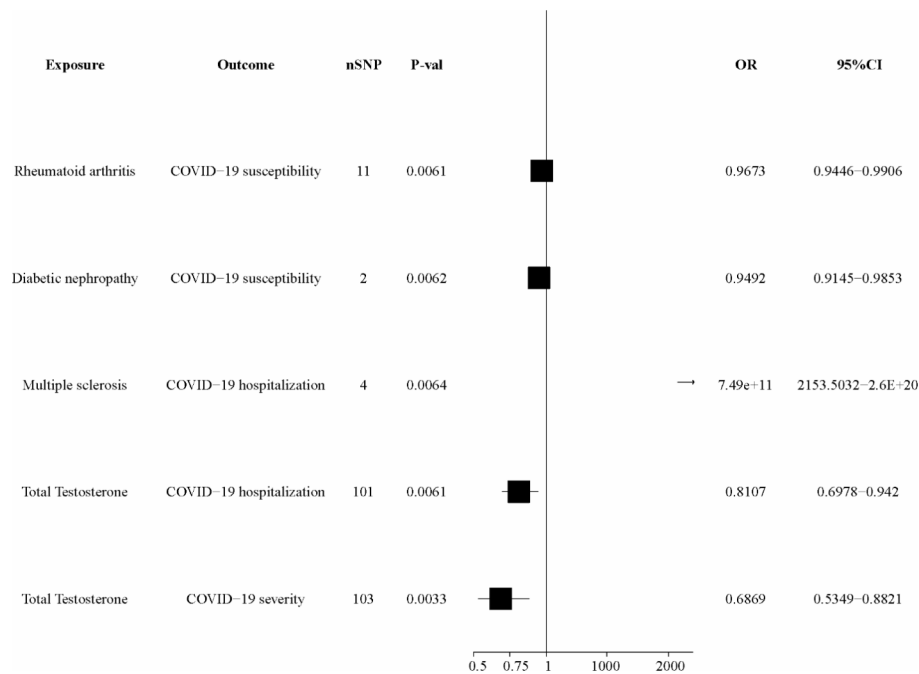 Exposure Outcome nSNP P-val OR 95%CI
Rheumatoid arthritis COVID−19 susceptibility 11 0.0061 0.9673 0.9446−0.9906
Diabetic nephropathy COVID−19 susceptibility 2 0.0062 0.9492 0.9145−0.9853
Multiple sclerosis COVID−19 hospitalization 4 0.0064 7.49e+11 2153.5032−2.6E+20
Total Testosterone COVID−19 hospitalization 101 0.0061 0.8107 0.6978−0.942
Total Testosterone COVID−19 severity 103 0.0033 0.6869 0.5349−0.8821
0.5 0.75 1 1000 2000